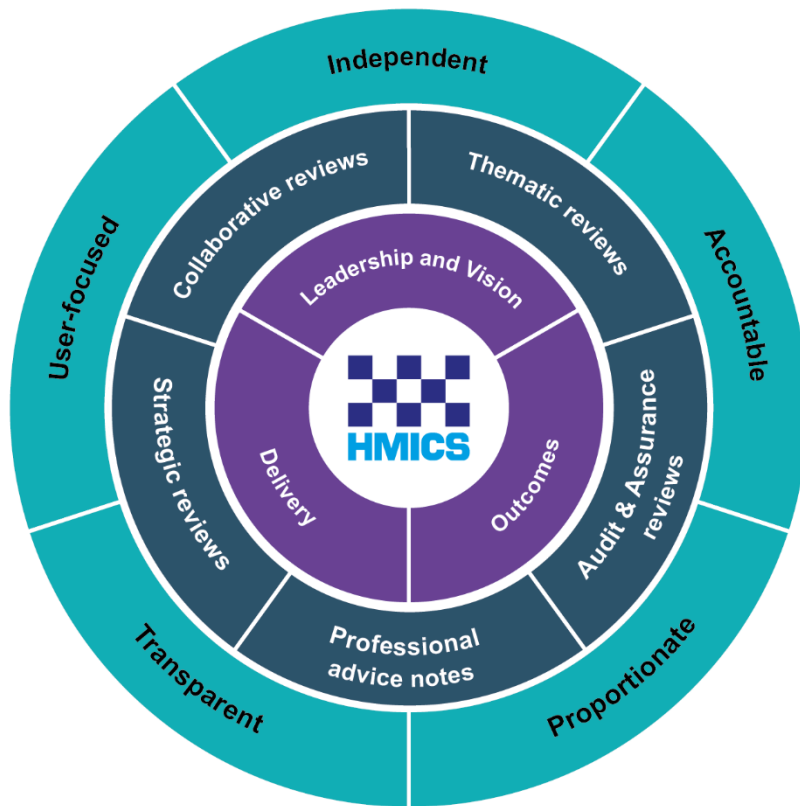 Independent
Accountable
Proportionate
Transparent
User-focused
Collaborative reviews
Thematic reviews
Audit & Assurance
reviews
Professional
advice notes
Strategic reviews
Leadership and Vision
Outcomes
Delivery
HMICS